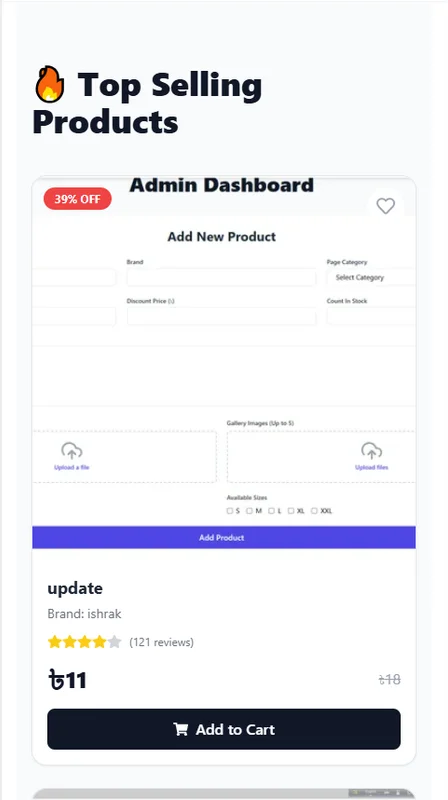 🔥 Top Selling
Products
39% OFF
Admin Dashboard
Add New Product
Brand
Page Category
Select Category
Discount Price (৳)
Count In Stock
Gallery Images (Up to 5)
Upload a file
Upload files
Available Sizes
S M L XL XXL
Add Product
update
Brand: ishrak
(121 reviews)
৳11
৳18
Add to Cart